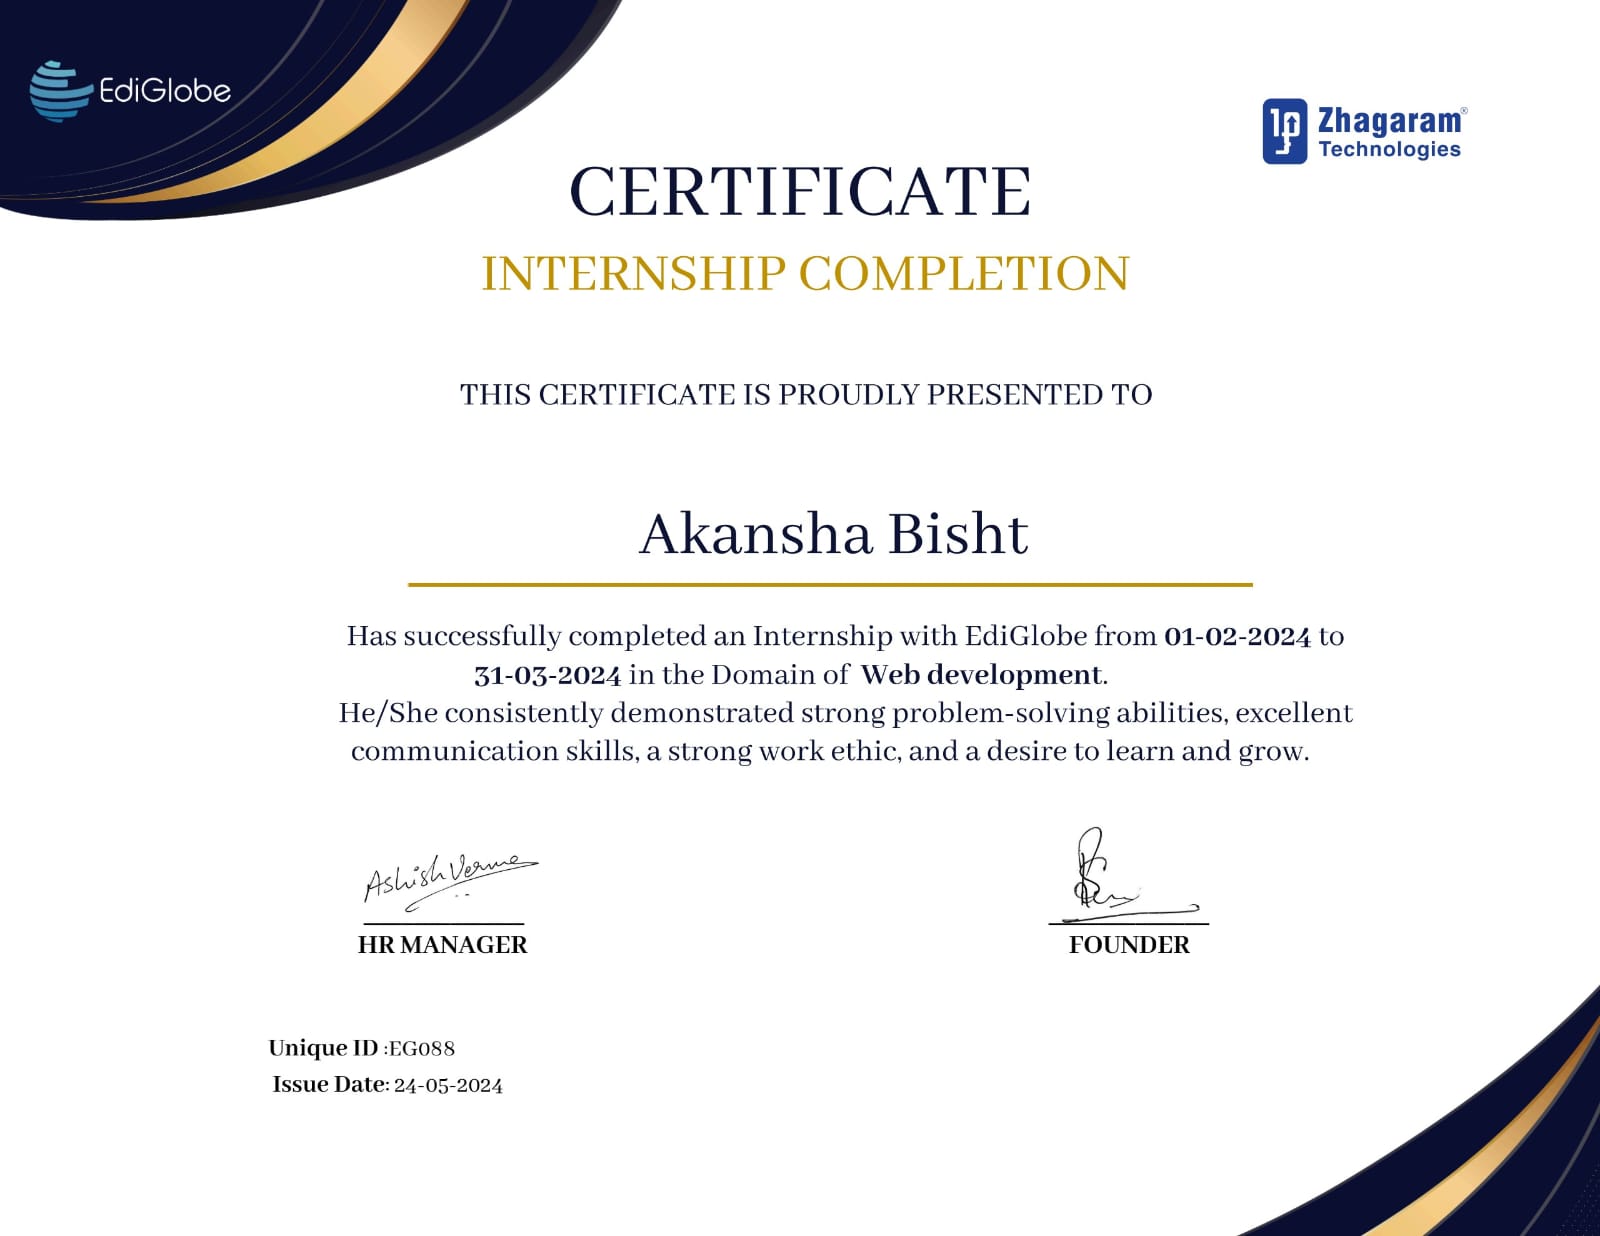 EdiGlobe
Zhagaram®
Technologies
CERTIFICATE
INTERNSHIP COMPLETION
THIS CERTIFICATE IS PROUDLY PRESENTED TO
Akansha Bisht
Has successfully completed an Internship with EdiGlobe from 01-02-2024 to
31-03-2024 in the Domain of Web development.
He/She consistently demonstrated strong problem-solving abilities, excellent
communication skills, a strong work ethic, and a desire to learn and grow.
Ashish Verma
HR MANAGER
FOUNDER
Unique ID :EG088
Issue Date: 24-05-2024